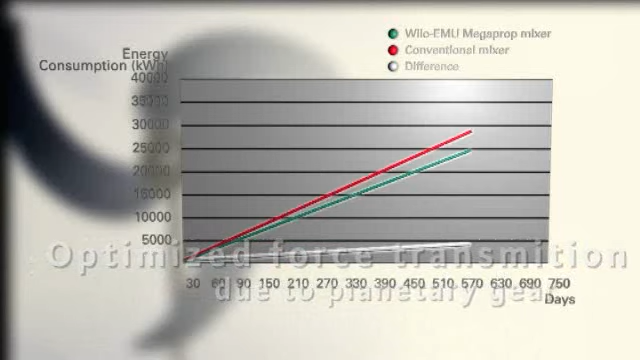 Wilo-EMU Megaprop mixer
Conventional mixer
Difference
Energy
Consumption (kWh)
40000
35000
30000
25000
20000
15000
10000
5000
Optimized force transmition
due to planetary gear
30 60 90 150 210 270 330 390 450 510 570 630 690 750
Days